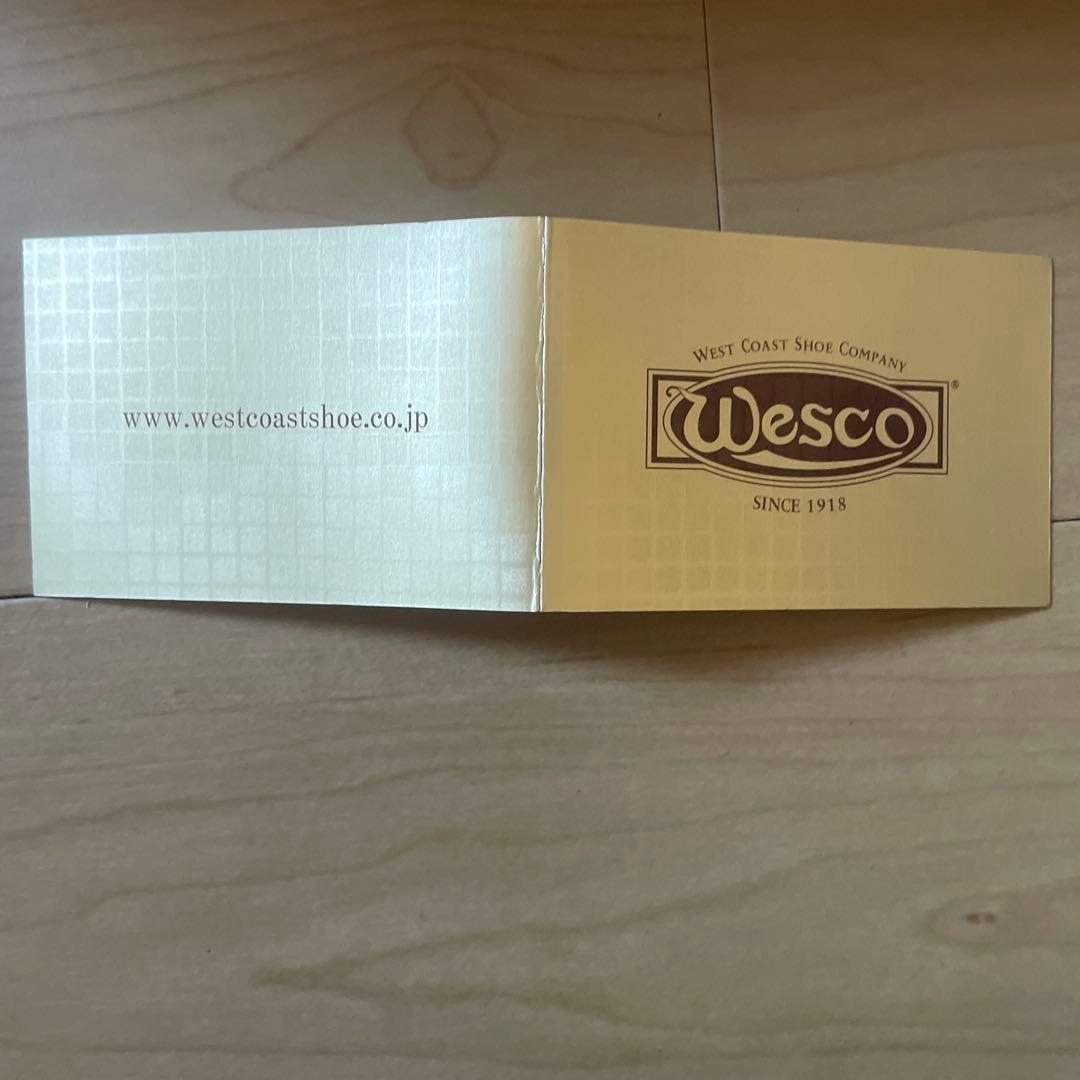 www.westcoastshoe.co.jp
WEST COAST SHOE COMPANY
Wesco®
SINCE 1918